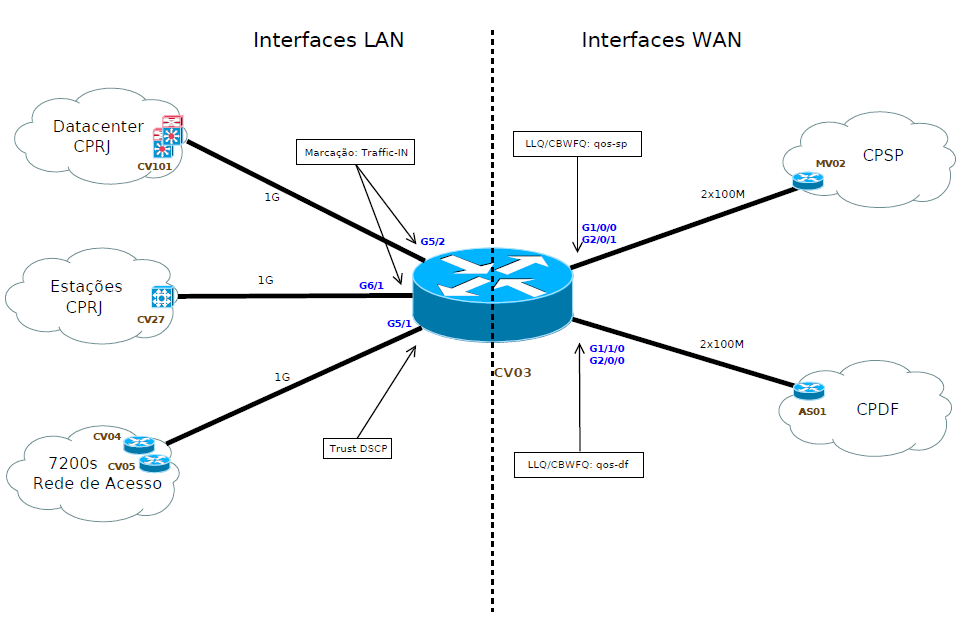 Interfaces LAN
Interfaces WAN
Datacenter
CPRJ
CV101
1G
Marcação: Traffic-IN
G5/2
Estações
CPRJ
CV27
1G
G6/1
G5/1
1G
CV04
CV05
7200s
Rede de Acesso
Trust DSCP
CV03
LLQ/CBWFQ: qos-sp
G1/0/0
G2/0/1
2x100M
MV02
CPSP
G1/1/0
G2/0/0
2x100M
AS01
CPDF
LLQ/CBWFQ: qos-df